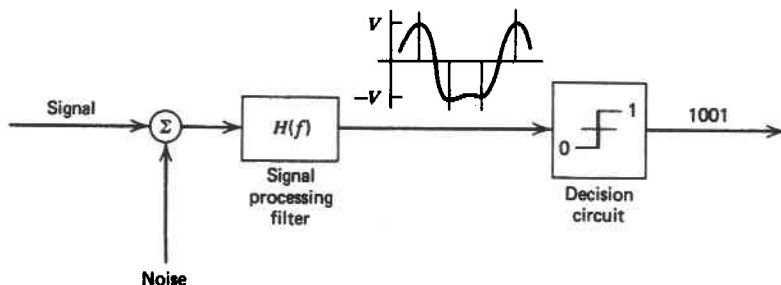 V
-V
Signal
Σ
H(f)
1
0
1001
Signal
processing
filter
Decision
circuit
Noise